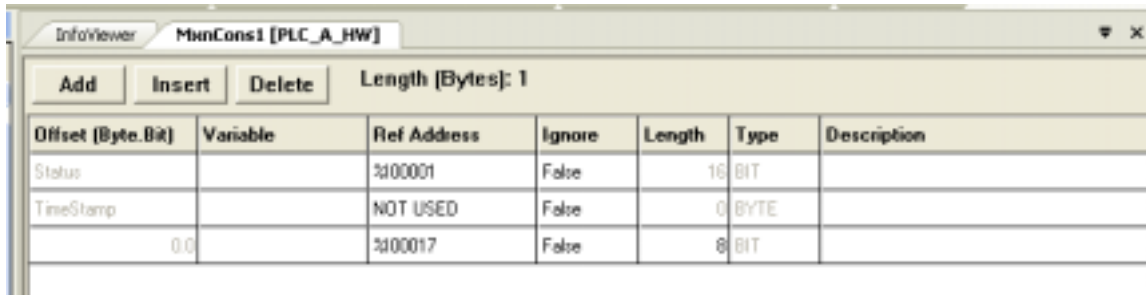 InfoViewer MxnCons1 [PLC_A_HW]
Add Insert Delete Length (Bytes): 1
Offset (Byte.Bit) Variable Ref Address Ignore Length Type Description
Status %I00001 False 16 BIT
TimeStamp NOT USED False 0 BYTE
0.0 %I00017 False 8 BIT